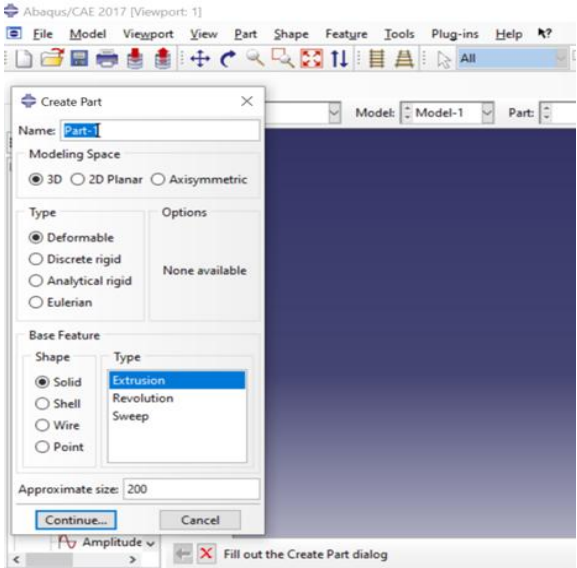 Abaqus/CAE 2017 [Viewport: 1]
File Model Viewport View Part Shape Feature Tools Plug-ins Help
All
Create Part
Model: Model-1 Part:
Name: Part-1
Modeling Space
3D 2D Planar Axisymmetric
Type Options
Deformable
Discrete rigid
None available
Analytical rigid
Eulerian
Base Feature
Shape Type
Solid Extrusion
Shell Revolution
Wire Sweep
Point
Approximate size: 200
Continue... Cancel
Amplitude
Fill out the Create Part dialog